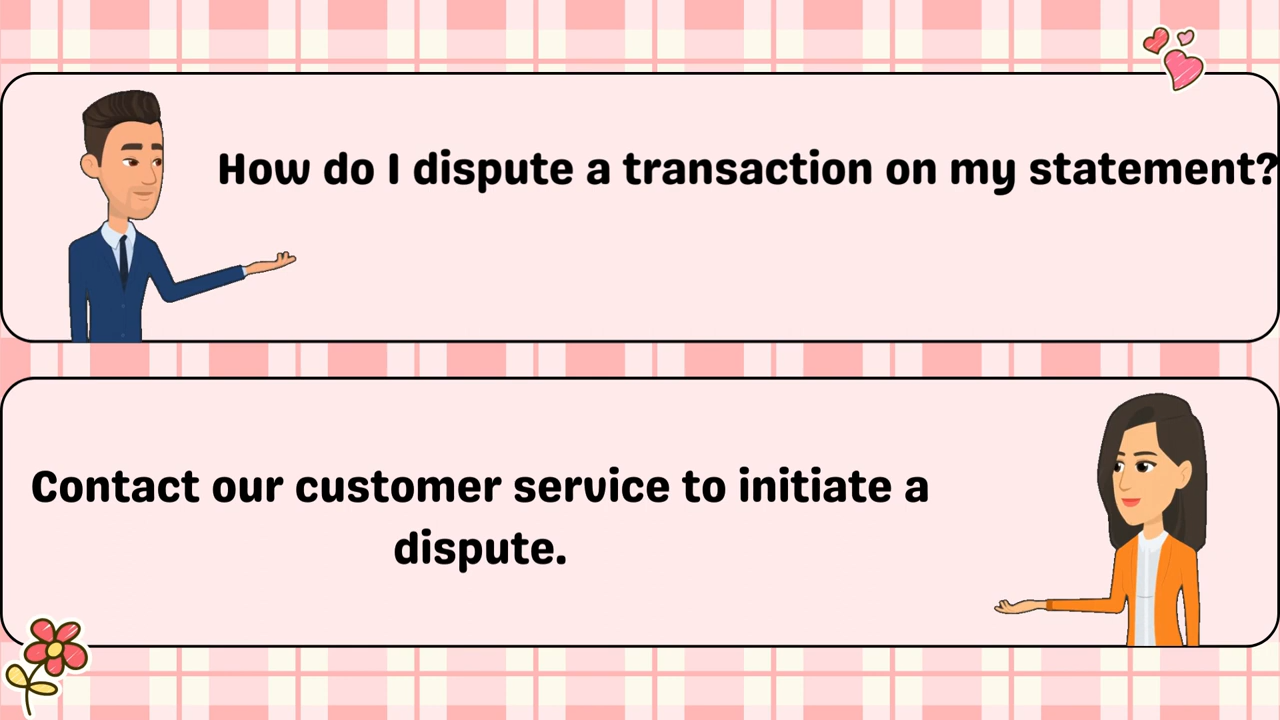 How do I dispute a transaction on my statement?
Contact our customer service to initiate a
dispute.